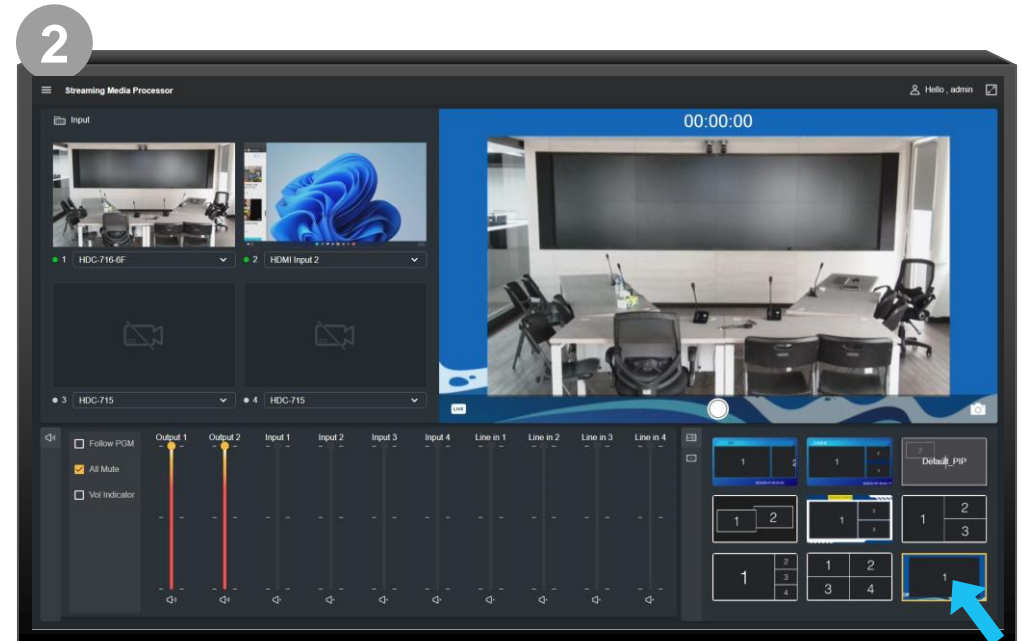 2
Streaming Media Processor
Hello , admin
Input
00:00:00
1 HDC-716-6F
2 HDMI Input 2
3 HDC-715
4 HDC-715
LIVE
Follow PGM
All Mute
Vol Indicator
Output 1 Output 2 Input 1 Input 2 Input 3 Input 4 Line in 1 Line in 2 Line in 3 Line in 4
1 2
1
2 Default_PIP
1 2
1
1 2 3
1 2 3 4
1 2 3 4
1